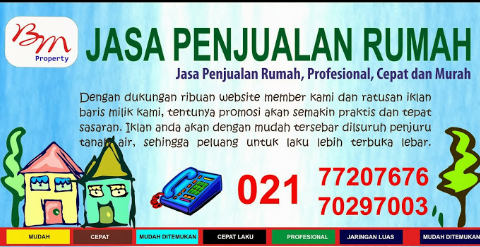 BM
Property
JASA PENJUALAN RUMAH
Jasa Penjualan Rumah, Profesional, Cepat dan Murah
Dengan dukungan ribuan website member kami dan ratusan iklan
baris milik kami, tentunya promosi akan semakin praktis dan tepat
sasaran. Iklan anda akan dengan mudah tersebar dilsuruh penjuru
tanah air, sehingga peluang untuk laku lebih terbuka lebar.
021
77207676
70297003
MUDAH CEPAT MUDAH DITEMUKAN CEPAT LAKU PROFESIONAL JARINGAN LUAS MUDAH DITEMUKAN